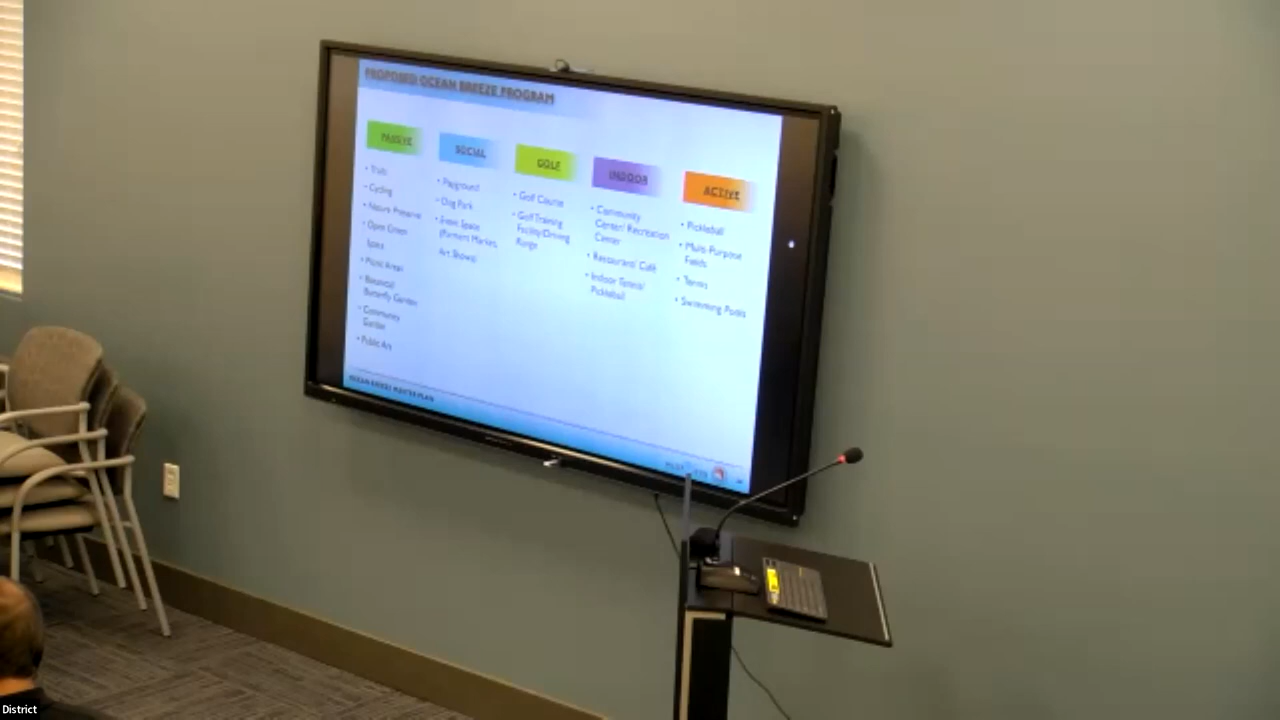 PROPOSED OCEAN BREEZE PROGRAM
PASSIVE
• Trails
• Cycling
• Nature Preserve
• Open Green
Space
• Picnic Areas
• Botanical/
Butterfly Garden
• Community
Garden
• Public Art
SOCIAL
• Playground
• Dog Park
• Event Space
(Farmers Market,
Art Shows)
GOLF
• Golf Course
• Golf Training
Facility/Driving
Range
INDOOR
• Community
Center/ Recreation
Center
• Restaurant/ Café
• Indoor Tennis/
Pickleball
ACTIVE
• Pickleball
• Multi-Purpose
Fields
• Tennis
• Swimming Pools
OCEAN BREEZE MASTER PLAN
District